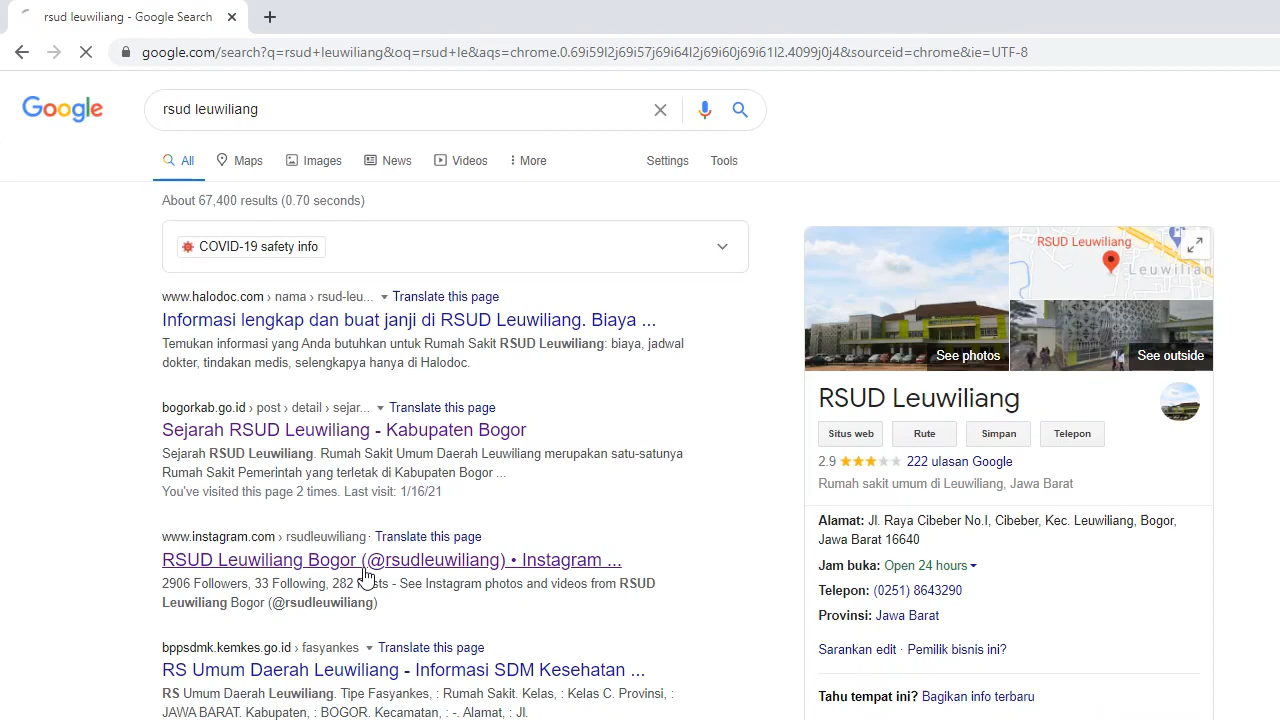 rsud leuwiliang - Google Search
google.com/search?q=rsud+leuwiliang&oq=rsud+le&aqs=chrome.0.69i59l2j69i57j69i64l2j69i60j69i61l2.4099j0j4&sourceid=chrome&ie=UTF-8
Google
rsud leuwiliang
All Maps Images News Videos More Settings Tools
About 67,400 results (0.70 seconds)
COVID-19 safety info
www.halodoc.com › nama › rsud-leu... Translate this page
Informasi lengkap dan buat janji di RSUD Leuwiliang. Biaya ...
Temukan informasi yang Anda butuhkan untuk Rumah Sakit RSUD Leuwiliang: biaya, jadwal
dokter, tindakan medis, selengkapya hanya di Halodoc.
bogorkab.go.id › post › detail › sejar... Translate this page
Sejarah RSUD Leuwiliang - Kabupaten Bogor
Sejarah RSUD Leuwiliang. Rumah Sakit Umum Daerah Leuwiliang merupakan satu-satunya
Rumah Sakit Pemerintah yang terletak di Kabupaten Bogor ...
You've visited this page 2 times. Last visit: 1/16/21
www.instagram.com › rsudleuwiliang · Translate this page
RSUD Leuwiliang Bogor (@rsudleuwiliang) • Instagram ...
2906 Followers, 33 Following, 282 - See Instagram photos and videos from RSUD
Leuwiliang Bogor (@rsudleuwiliang)
bppsdmk.kemkes.go.id › fasyankes Translate this page
RS Umum Daerah Leuwiliang - Informasi SDM Kesehatan ...
RS Umum Daerah Leuwiliang. Tipe Fasyankes, : Rumah Sakit. Kelas, : Kelas C. Provinsi, :
JAWA BARAT. Kabupaten, : BOGOR. Kecamatan, : -. Alamat, : Jl.
RSUD Leuwiliang
Leuwilian
See photos
See outside
RSUD Leuwiliang
Situs web Rute Simpan Telepon
2.9 222 ulasan Google
Rumah sakit umum di Leuwiliang, Jawa Barat
Alamat: Jl. Raya Cibeber No.I, Cibeber, Kec. Leuwiliang, Bogor,
Jawa Barat 16640
Jam buka: Open 24 hours
Telepon: (0251) 8643290
Provinsi: Jawa Barat
Sarankan edit · Pemilik bisnis ini?
Tahu tempat ini? Bagikan info terbaru